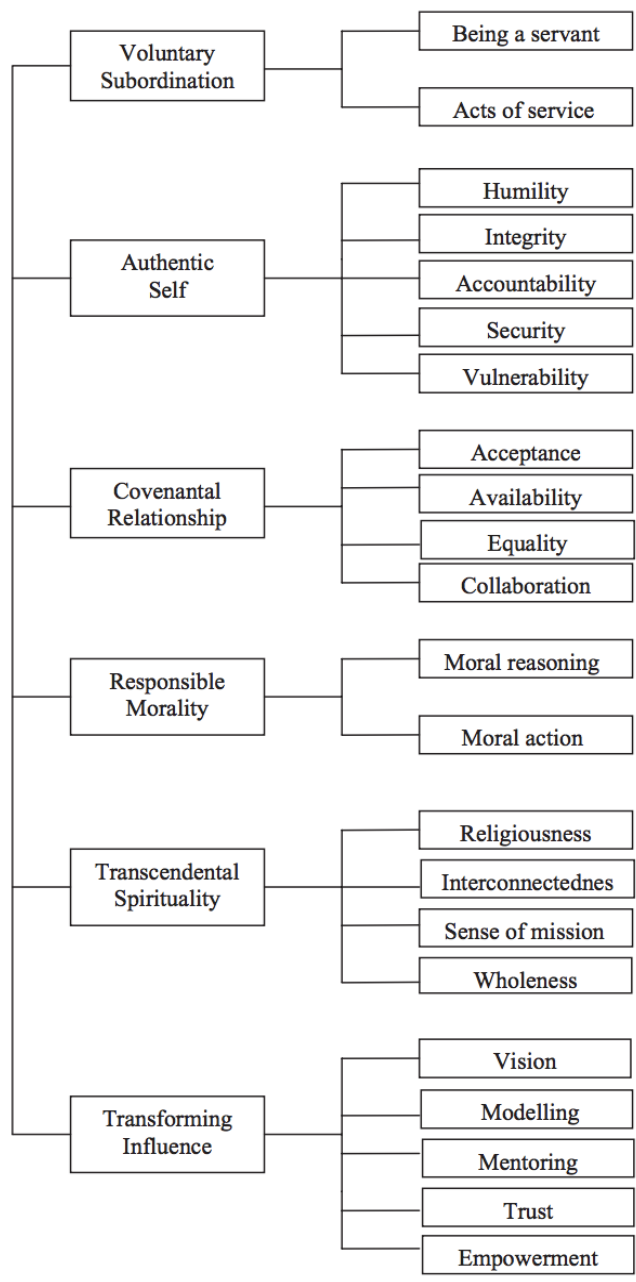 Voluntary
Subordination
Being a servant
Acts of service
Authentic
Self
Humility
Integrity
Accountability
Security
Vulnerability
Covenantal
Relationship
Acceptance
Availability
Equality
Collaboration
Responsible
Morality
Moral reasoning
Moral action
Transcendental
Spirituality
Religiousness
Interconnectednes
Sense of mission
Wholeness
Transforming
Influence
Vision
Modelling
Mentoring
Trust
Empowerment